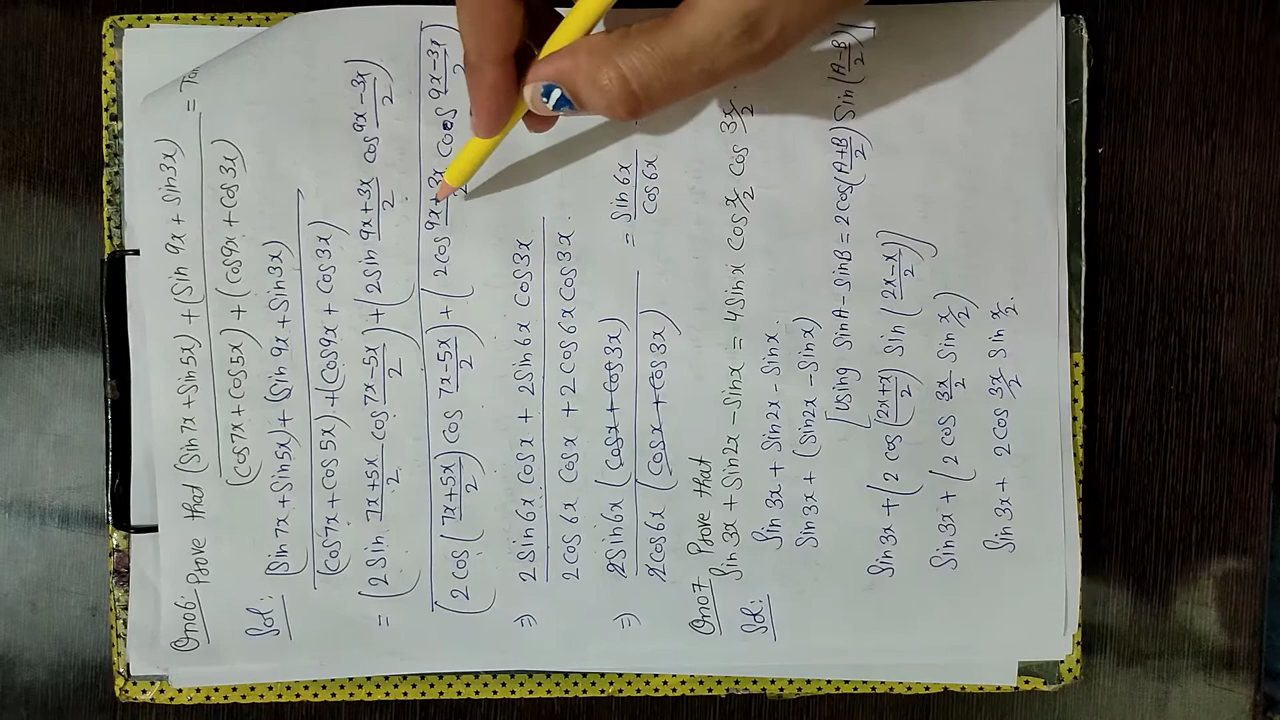 Qno6: Prove that (Sin 7x + Sin 5x) + (Sin 9x + Sin 3x) = Tan
(cos 7x + cos 5x) + (cos 9x + cos 3x)
Sol: (Sin 7x + Sin 5x) + (Sin 9x + Sin 3x)
(cos 7x + cos 5x) + (cos 9x + cos 3x)
= (2 Sin 7x+5x/2 . cos 7x-5x/2) + (2 Sin 9x+3x/2 cos 9x-3x/2)
(2 cos (7x+5x/2) cos 7x-5x/2) + (2 cos 9x+3x/2 cos 9x-3x/2)
⇒ 2 Sin 6x cos x + 2 Sin 6x cos 3x
2 cos 6x cos x + 2 cos 6x cos 3x.
⇒ 2 Sin 6x (cos x + cos 3x) = Sin 6x
2 cos 6x (cos x + cos 3x) cos 6x
Qno7 Prove that
Sin 3x + Sin 2x - Sin x = 4 Sin x cos x/2 cos 3x/2.
Sol: Sin 3x + Sin 2x - Sin x
Sin 3x + (Sin 2x - Sin x)
[Using Sin A - Sin B = 2 cos (A+B/2) Sin (A-B/2)]
Sin 3x + (2 cos (2x+x/2) Sin (2x-x/2))
Sin 3x + (2 cos 3x/2 Sin x/2)
Sin 3x + 2 cos 3x/2 Sin x/2.